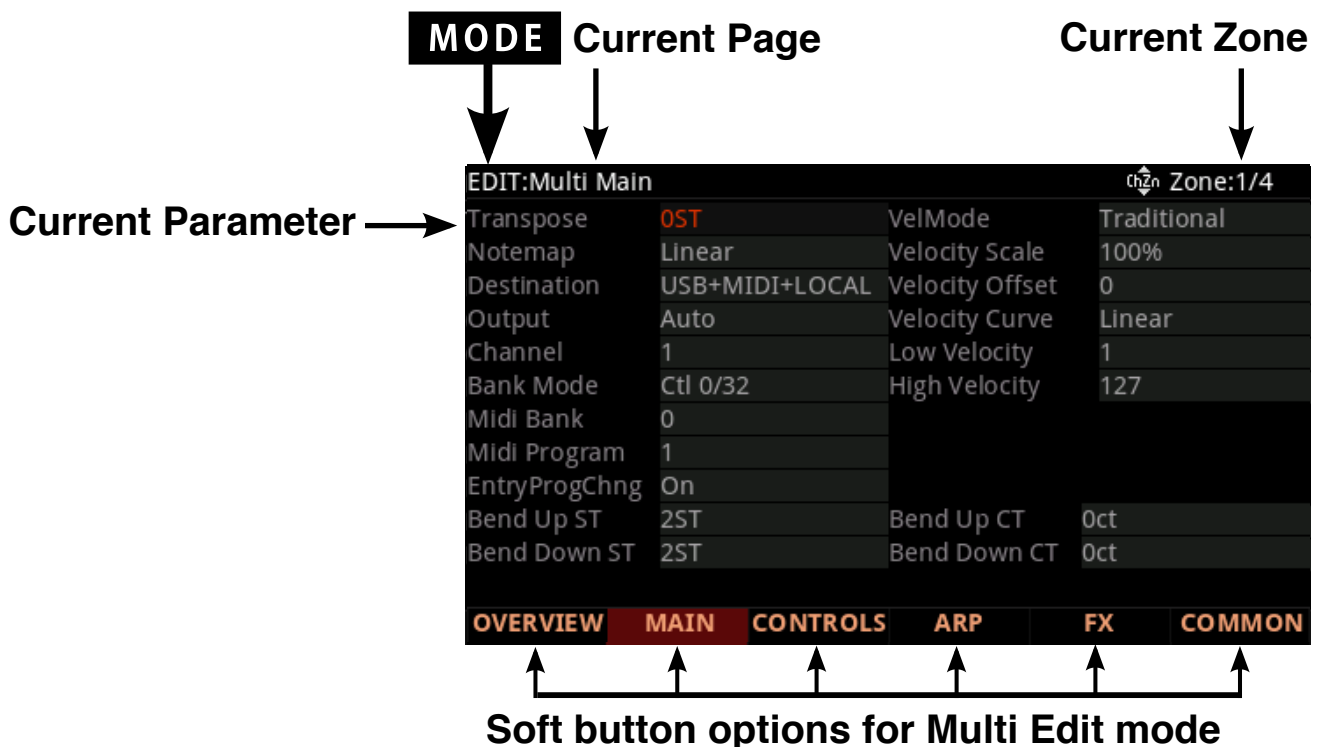 MODE Current Page Current Zone
EDIT:Multi Main ChZn Zone:1/4
Current Parameter
Transpose 0ST VelMode Traditional
Notemap Linear Velocity Scale 100%
Destination USB+MIDI+LOCAL Velocity Offset 0
Output Auto Velocity Curve Linear
Channel 1 Low Velocity 1
Bank Mode Ctl 0/32 High Velocity 127
Midi Bank 0
Midi Program 1
EntryProgChng On
Bend Up ST 2ST Bend Up CT 0ct
Bend Down ST 2ST Bend Down CT 0ct
OVERVIEW MAIN CONTROLS ARP FX COMMON
Soft button options for Multi Edit mode